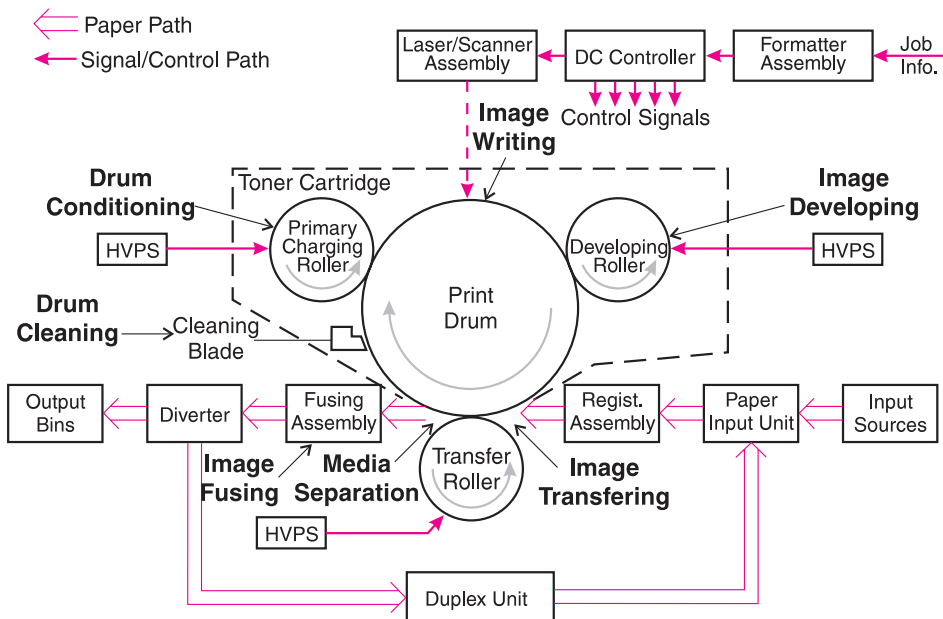 Paper Path
Signal/Control Path
Laser/Scanner
Assembly
DC Controller
Formatter
Assembly
Job
Info.
Control Signals
Image
Writing
Toner Cartridge
Drum
Conditioning
HVPS
Primary
Charging
Roller
Image
Developing
Developing
Roller
HVPS
Print
Drum
Drum
Cleaning
Cleaning
Blade
Output
Bins
Diverter
Fusing
Assembly
Regist.
Assembly
Paper
Input Unit
Input
Sources
Image
Fusing
Media
Separation
Transfer
Roller
Image
Transfering
HVPS
Duplex Unit